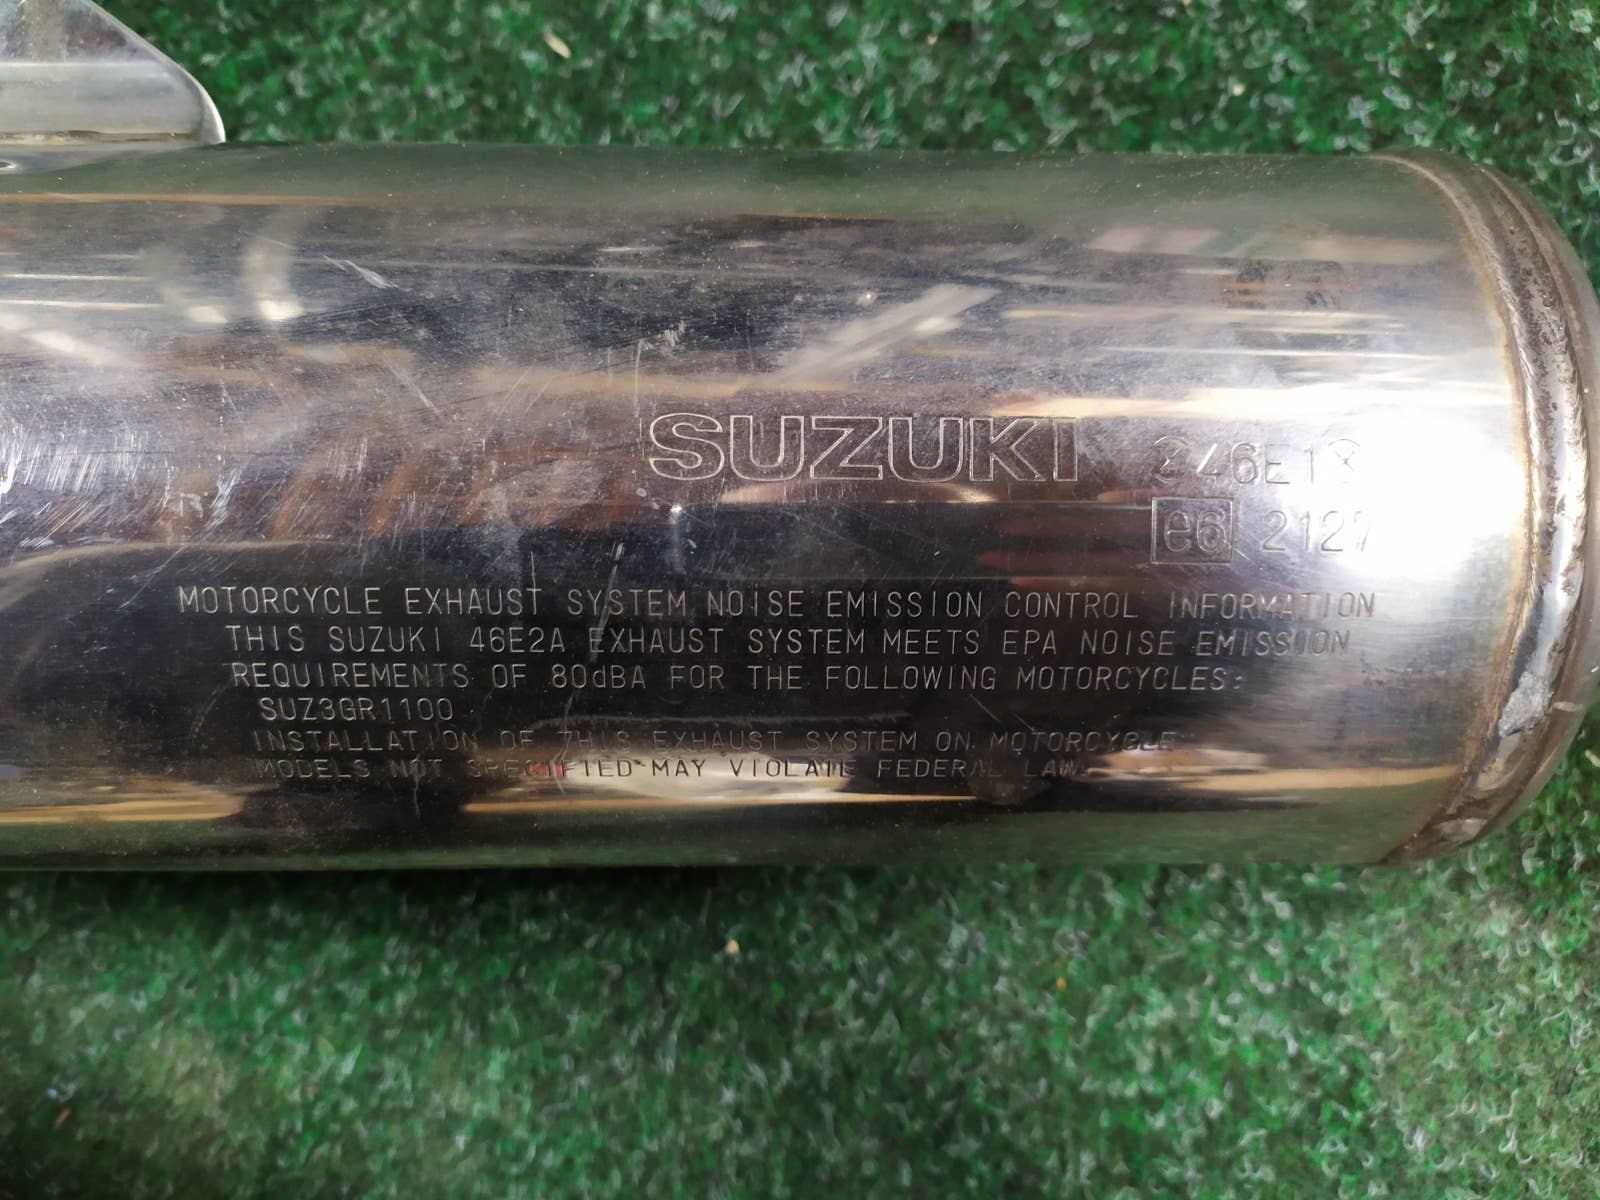 SUZUKI
e6 2127
MOTORCYCLE EXHAUST SYSTEM NOISE EMISSION CONTROL INFORMATION
THIS SUZUKI 46E2A EXHAUST SYSTEM MEETS EPA NOISE EMISSION
REQUIREMENTS OF 80dBA FOR THE FOLLOWING MOTORCYCLES:
SUZ3GR1100
INSTALLATION OF THIS EXHAUST SYSTEM ON MOTORCYCLE
MODELS NOT SPECIFIED MAY VIOLATE FEDERAL LAW.